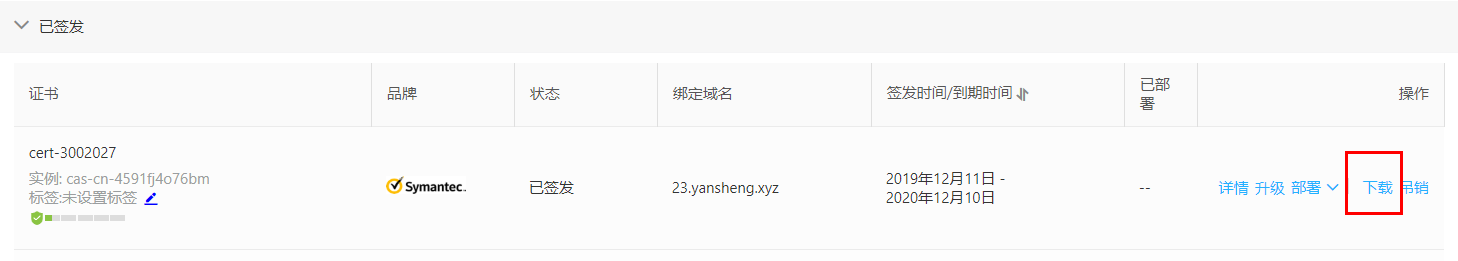 已签发
证书 品牌 状态 绑定域名 签发时间/到期时间 已部 操作
署
cert-3002027
实例: cas-cn-4591fj4o76bm
标签:未设置标签
Symantec. 已签发 23.yansheng.xyz 2019年12月11日 - -- 详情 升级 部署 下载 吊销
2020年12月10日